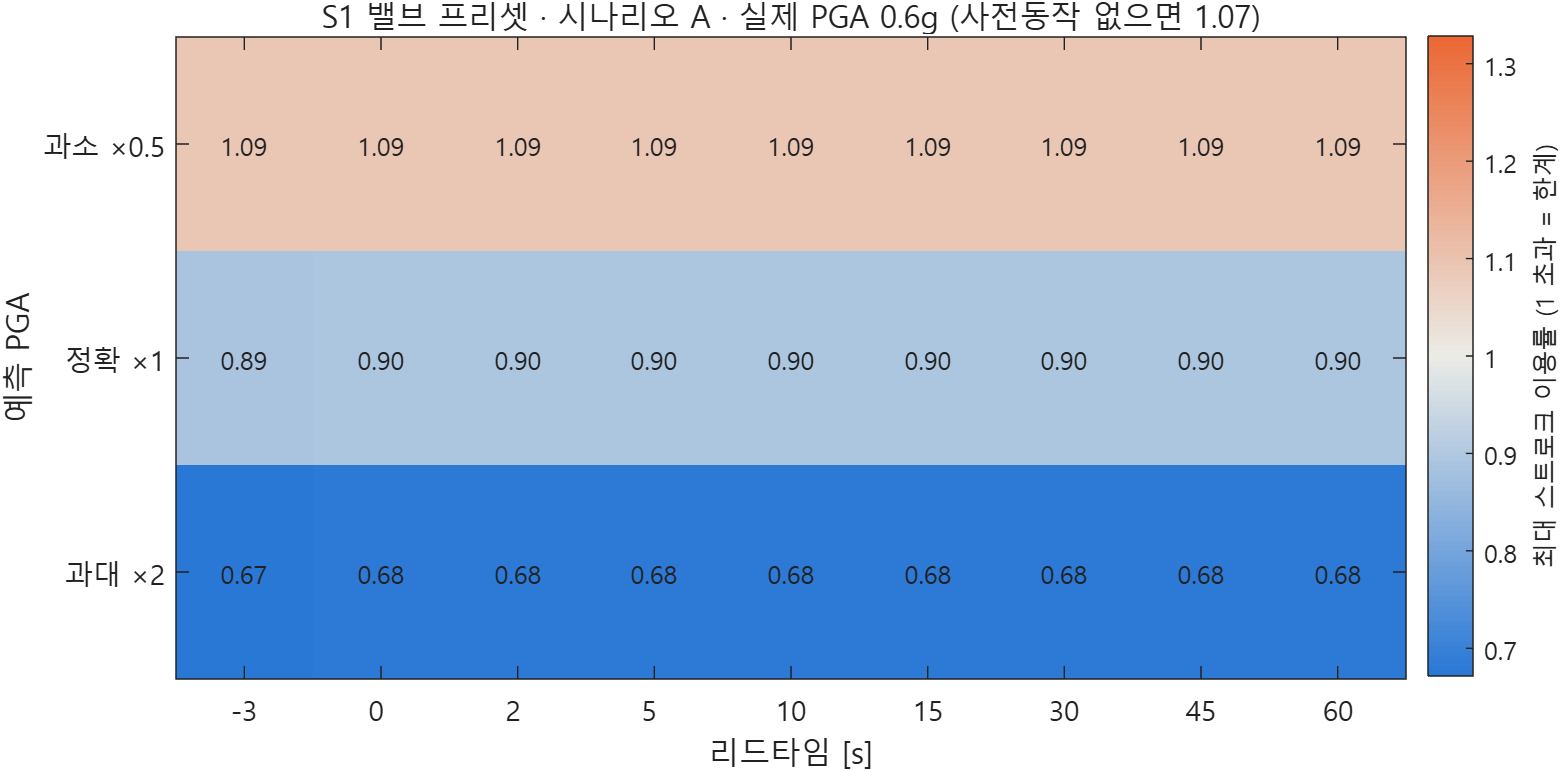 S1 밸브 프리셋 · 시나리오 A · 실제 PGA 0.6g (사전동작 없으면 1.07)
예측 PGA
과소 ×0.5 1.09 1.09 1.09 1.09 1.09 1.09 1.09 1.09 1.09
정확 ×1 0.89 0.90 0.90 0.90 0.90 0.90 0.90 0.90 0.90
과대 ×2 0.67 0.68 0.68 0.68 0.68 0.68 0.68 0.68 0.68
-3 0 2 5 10 15 30 45 60
리드타임 [s]
1.3
1.2
1.1
1
0.9
0.8
0.7
최대 스트로크 이용률 (1 초과 = 한계)